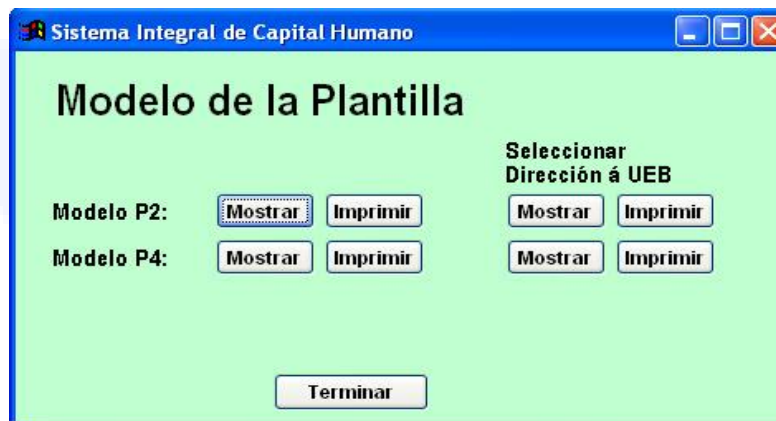 Sistema Integral de Capital Humano
Modelo de la Plantilla
Seleccionar
Dirección á UEB
Modelo P2: Mostrar Imprimir Mostrar Imprimir
Modelo P4: Mostrar Imprimir Mostrar Imprimir
Terminar